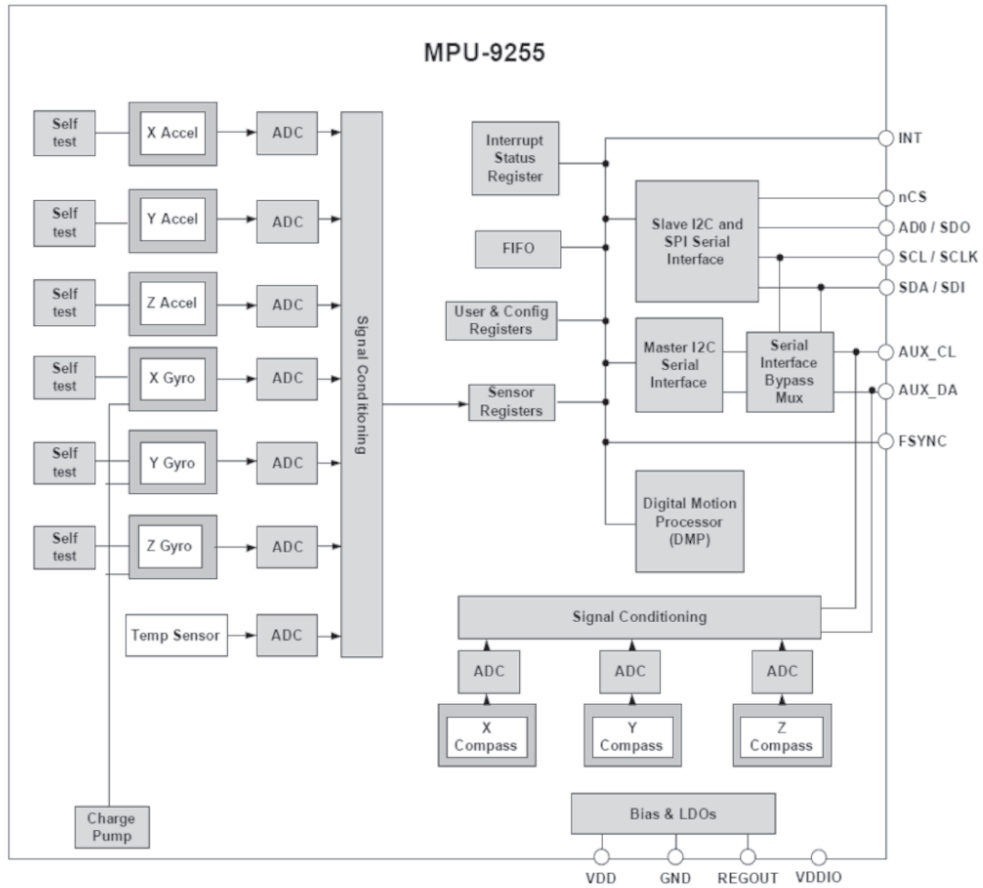 MPU-9255
Self
test
X Accel
ADC
Self
test
Y Accel
ADC
Self
test
Z Accel
ADC
Self
test
X Gyro
ADC
Self
test
Y Gyro
ADC
Self
test
Z Gyro
ADC
Temp Sensor
ADC
Signal Conditioning
Charge
Pump
Interrupt
Status
Register
FIFO
User & Config
Registers
Sensor
Registers
Slave I2C and
SPI Serial
Interface
Master I2C
Serial
Interface
Serial
Interface
Bypass
Mux
Digital Motion
Processor
(DMP)
INT
nCS
AD0 / SDO
SCL / SCLK
SDA / SDI
AUX_CL
AUX_DA
FSYNC
Signal Conditioning
ADC
ADC
ADC
X
Compass
Y
Compass
Z
Compass
Bias & LDOs
VDD
GND
REGOUT
VDDIO